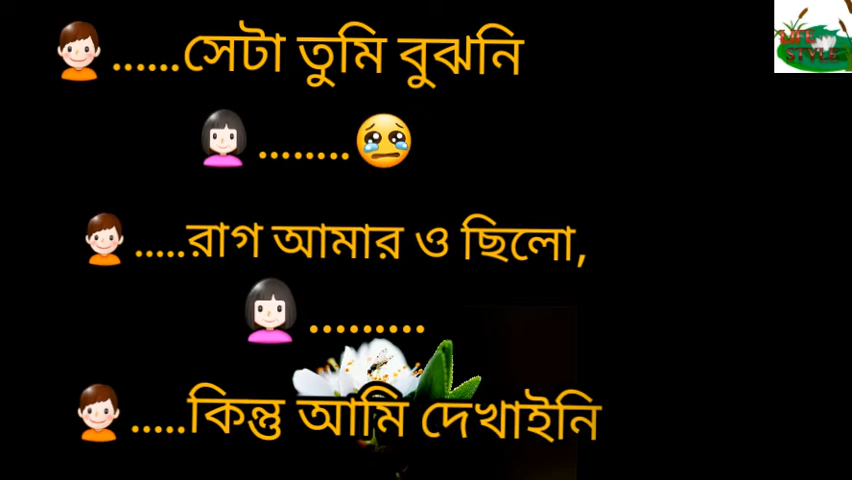 LIFE
STYLE
......সেটা তুমি বুঝনি
........
.....রাগ আমার ও ছিলো,
.........
.....কিন্তু আমি দেখাইনি